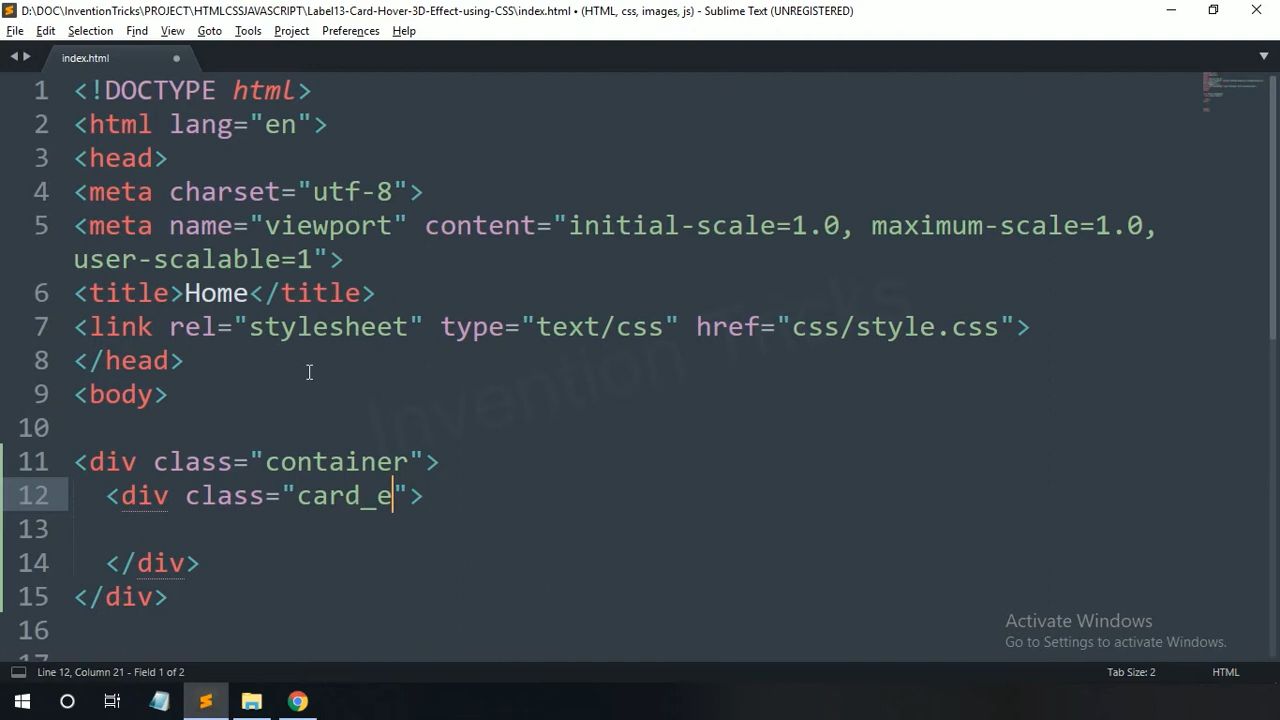 D:\DOC\InventionTricks\PROJECT\HTMLCSSJAVASCRIPT\Label13-Card-Hover-3D-Effect-using-CSS\index.html • (HTML, css, images, js) - Sublime Text (UNREGISTERED)
File Edit Selection Find View Goto Tools Project Preferences Help
index.html
1 <!DOCTYPE html>
2 <html lang="en">
3 <head>
4 <meta charset="utf-8">
5 <meta name="viewport" content="initial-scale=1.0, maximum-scale=1.0,
user-scalable=1">
6 <title>Home</title>
7 <link rel="stylesheet" type="text/css" href="css/style.css">
8 </head>
9 <body>
10
11 <div class="container">
12 <div class="card_e">
13
14 </div>
15 </div>
16
17
Invention Tricks
Activate Windows
Go to Settings to activate Windows.
Line 12, Column 21 - Field 1 of 2
Tab Size: 2
HTML